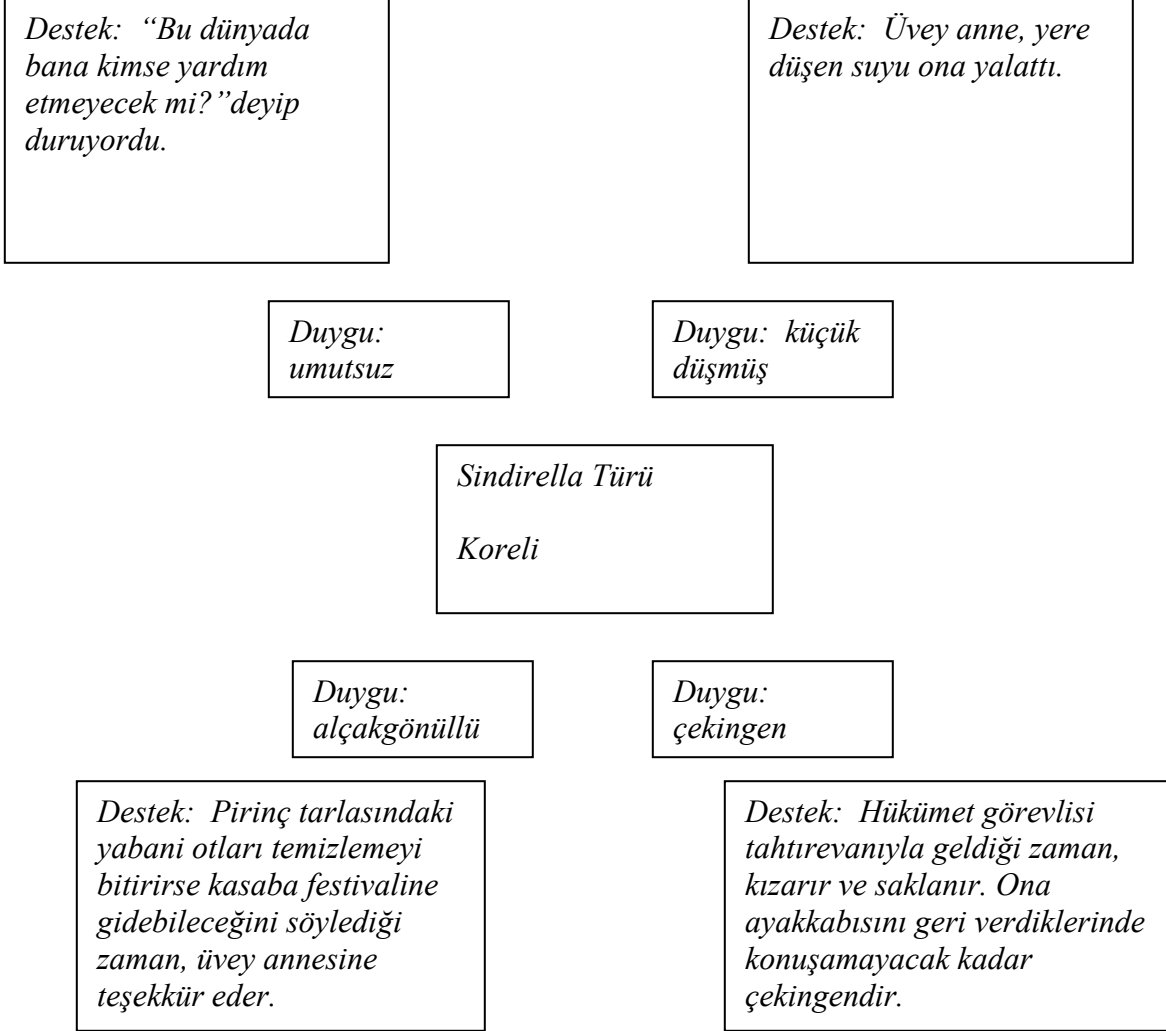 Destek: “Bu dünyada
bana kimse yardım
etmeyecek mi?”deyip
duruyordu.
Destek: Üvey anne, yere
düşen suyu ona yalattı.
Duygu:
umutsuz
Duygu: küçük
düşmüş
Sindirella Türü
Koreli
Duygu:
alçakgönüllü
Duygu:
çekingen
Destek: Pirinç tarlasındaki
yabani otları temizlemeyi
bitirirse kasaba festivaline
gidebileceğini söylediği
zaman, üvey annesine
teşekkür eder.
Destek: Hükümet görevlisi
tahtırevanıyla geldiği zaman,
kızarır ve saklanır. Ona
ayakkabısını geri verdiklerinde
konuşamayacak kadar
çekingendir.